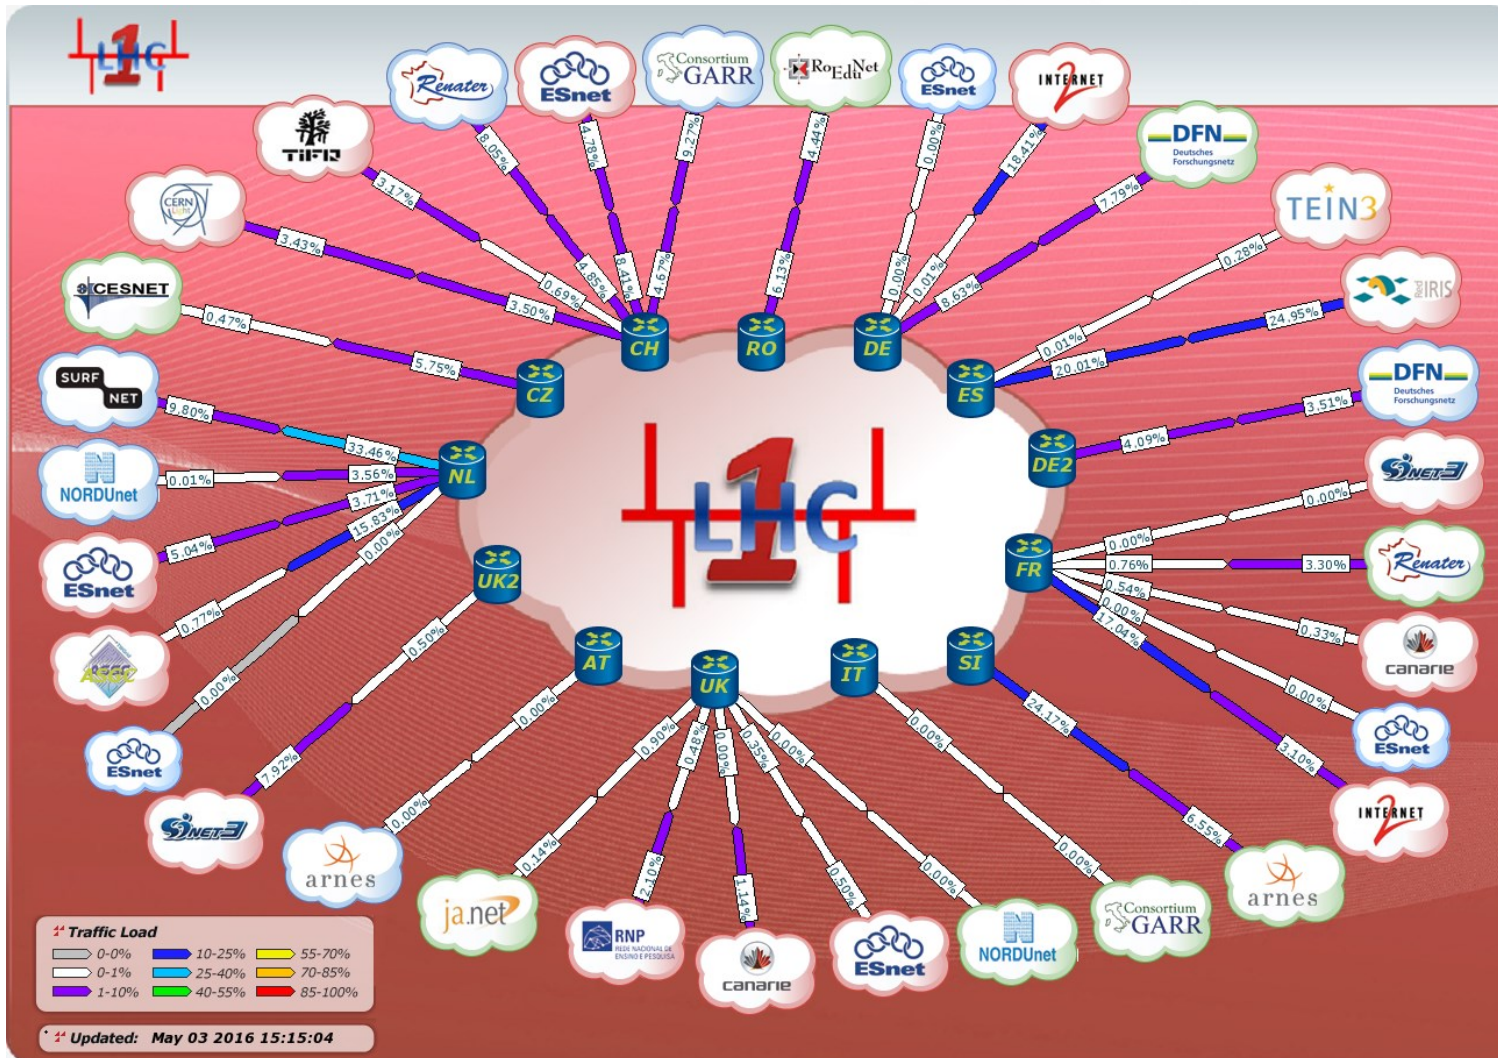 1
LHC
Renater
ESnet
Consortium
GARR
RoEduNet
ESnet
INTERNET
2
DFN
Deutsches
Forschungsnetz
TIFR
CERN
Light
TEIN3
CESNET
Red IRIS
SURF
NET
DFN
Deutsches
Forschungsnetz
NORDUnet
SINET3
ESnet
Renater
ASGC
canarie
ESnet
ESnet
SINET3
INTERNET
2
arnes
arnes
ja.net
RNP
REDE NACIONAL DE
ENSINO E PESQUISA
canarie
ESnet
NORDUnet
Consortium
GARR
8.05%
4.78%
9.27%
4.44%
0.00%
18.41%
7.79%
3.17%
3.43%
0.28%
4.85%
8.41%
4.67%
6.13%
0.00%
0.01%
8.63%
0.69%
3.50%
0.01%
24.95%
20.01%
0.47%
5.75%
CH
RO
DE
CZ
ES
9.80%
33.46%
3.51%
4.09%
NL
DE2
0.01%
3.56%
3.71%
15.83%
0.00%
5.04%
0.77%
0.00%
0.00%
0.00%
0.76%
3.30%
0.54%
0.33%
0.00%
0.00%
17.04%
3.10%
UK2
FR
1
LHC
0.50%
7.92%
AT
UK
IT
SI
0.00%
0.00%
0.90%
0.14%
0.48%
2.10%
0.00%
1.14%
0.35%
0.50%
0.00%
0.00%
0.00%
0.00%
24.17%
6.55%
Traffic Load
0-0% 10-25% 55-70%
0-1% 25-40% 70-85%
1-10% 40-55% 85-100%
Updated: May 03 2016 15:15:04